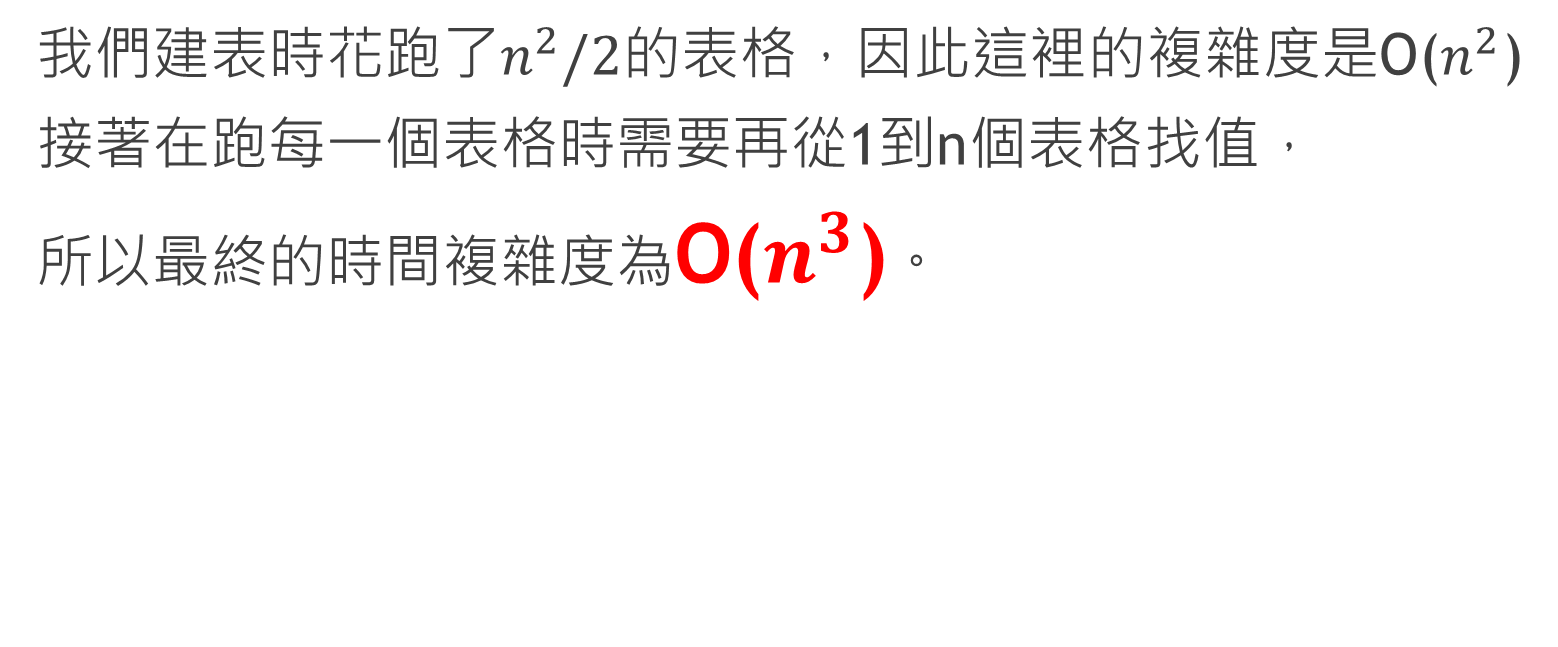 我們建表時花跑了𝑛²/2的表格，因此這裡的複雜度是O(𝑛²)
接著在跑每一個表格時需要再從1到n個表格找值，
所以最終的時間複雜度為O(𝒏³)。